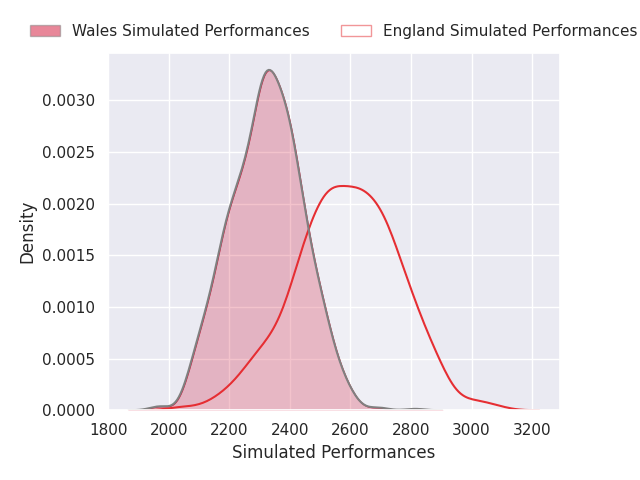 Wales Simulated Performances England Simulated Performances
0.0030
0.0025
0.0020
0.0015
0.0010
0.0005
0.0000
Density
1800 2000 2200 2400 2600 2800 3000 3200
Simulated Performances